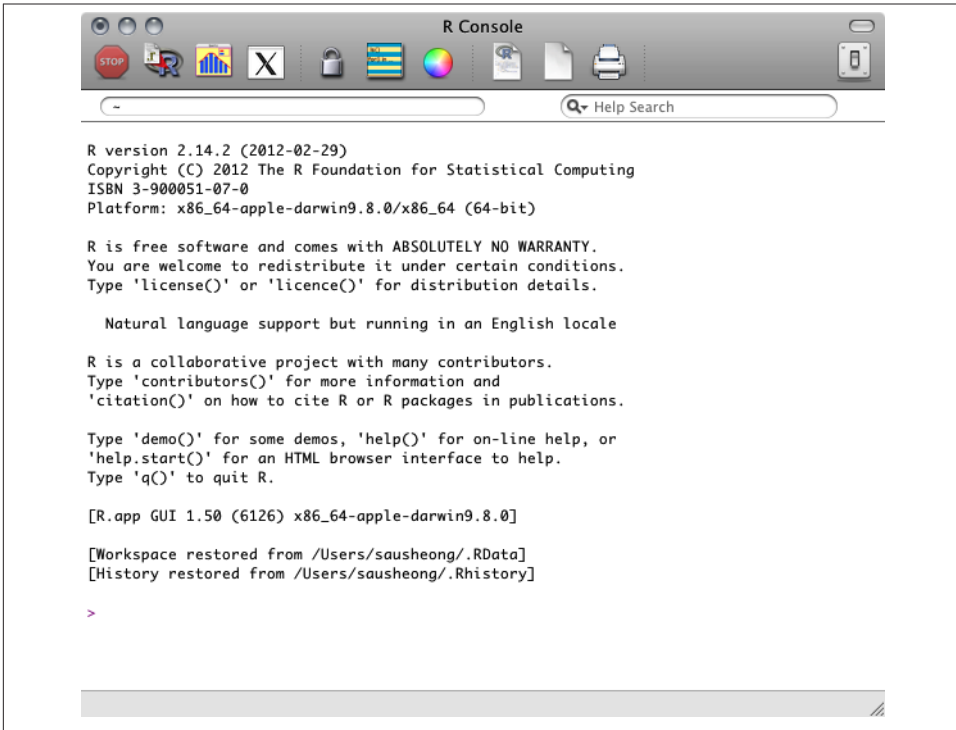 R Console
STOP
R
X
R
~
Help Search
R version 2.14.2 (2012-02-29)
Copyright (C) 2012 The R Foundation for Statistical Computing
ISBN 3-900051-07-0
Platform: x86_64-apple-darwin9.8.0/x86_64 (64-bit)
R is free software and comes with ABSOLUTELY NO WARRANTY.
You are welcome to redistribute it under certain conditions.
Type 'license()' or 'licence()' for distribution details.
Natural language support but running in an English locale
R is a collaborative project with many contributors.
Type 'contributors()' for more information and
'citation()' on how to cite R or R packages in publications.
Type 'demo()' for some demos, 'help()' for on-line help, or
'help.start()' for an HTML browser interface to help.
Type 'q()' to quit R.
[R.app GUI 1.50 (6126) x86_64-apple-darwin9.8.0]
[Workspace restored from /Users/sausheong/.RData]
[History restored from /Users/sausheong/.Rhistory]
>